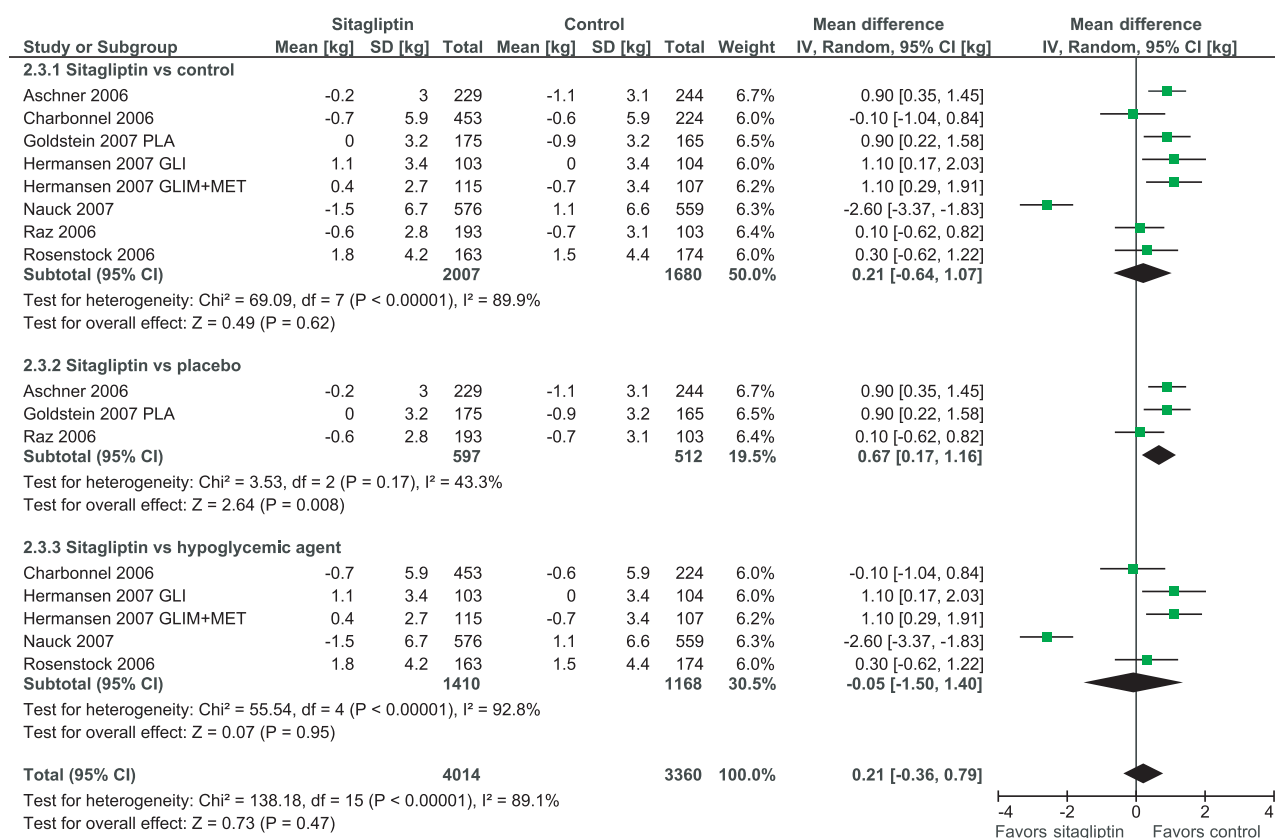 Sitagliptin Control Mean difference Mean difference
Study or Subgroup Mean [kg] SD [kg] Total Mean [kg] SD [kg] Total Weight IV, Random, 95% CI [kg] IV, Random, 95% CI [kg]
2.3.1 Sitagliptin vs control
Aschner 2006 -0.2 3 229 -1.1 3.1 244 6.7% 0.90 [0.35, 1.45]
Charbonnel 2006 -0.7 5.9 453 -0.6 5.9 224 6.0% -0.10 [-1.04, 0.84]
Goldstein 2007 PLA 0 3.2 175 -0.9 3.2 165 6.5% 0.90 [0.22, 1.58]
Hermansen 2007 GLI 1.1 3.4 103 0 3.4 104 6.0% 1.10 [0.17, 2.03]
Hermansen 2007 GLIM+MET 0.4 2.7 115 -0.7 3.4 107 6.2% 1.10 [0.29, 1.91]
Nauck 2007 -1.5 6.7 576 1.1 6.6 559 6.3% -2.60 [-3.37, -1.83]
Raz 2006 -0.6 2.8 193 -0.7 3.1 103 6.4% 0.10 [-0.62, 0.82]
Rosenstock 2006 1.8 4.2 163 1.5 4.4 174 6.0% 0.30 [-0.62, 1.22]
Subtotal (95% CI) 2007 1680 50.0% 0.21 [-0.64, 1.07]
Test for heterogeneity: Chi² = 69.09, df = 7 (P < 0.00001), I² = 89.9%
Test for overall effect: Z = 0.49 (P = 0.62)
2.3.2 Sitagliptin vs placebo
Aschner 2006 -0.2 3 229 -1.1 3.1 244 6.7% 0.90 [0.35, 1.45]
Goldstein 2007 PLA 0 3.2 175 -0.9 3.2 165 6.5% 0.90 [0.22, 1.58]
Raz 2006 -0.6 2.8 193 -0.7 3.1 103 6.4% 0.10 [-0.62, 0.82]
Subtotal (95% CI) 597 512 19.5% 0.67 [0.17, 1.16]
Test for heterogeneity: Chi² = 3.53, df = 2 (P = 0.17), I² = 43.3%
Test for overall effect: Z = 2.64 (P = 0.008)
2.3.3 Sitagliptin vs hypoglycemic agent
Charbonnel 2006 -0.7 5.9 453 -0.6 5.9 224 6.0% -0.10 [-1.04, 0.84]
Hermansen 2007 GLI 1.1 3.4 103 0 3.4 104 6.0% 1.10 [0.17, 2.03]
Hermansen 2007 GLIM+MET 0.4 2.7 115 -0.7 3.4 107 6.2% 1.10 [0.29, 1.91]
Nauck 2007 -1.5 6.7 576 1.1 6.6 559 6.3% -2.60 [-3.37, -1.83]
Rosenstock 2006 1.8 4.2 163 1.5 4.4 174 6.0% 0.30 [-0.62, 1.22]
Subtotal (95% CI) 1410 1168 30.5% -0.05 [-1.50, 1.40]
Test for heterogeneity: Chi² = 55.54, df = 4 (P < 0.00001), I² = 92.8%
Test for overall effect: Z = 0.07 (P = 0.95)
Total (95% CI) 4014 3360 100.0% 0.21 [-0.36, 0.79]
Test for heterogeneity: Chi² = 138.18, df = 15 (P < 0.00001), I² = 89.1%
Test for overall effect: Z = 0.73 (P = 0.47)
-4 -2 0 2 4
Favors sitagliptin Favors control